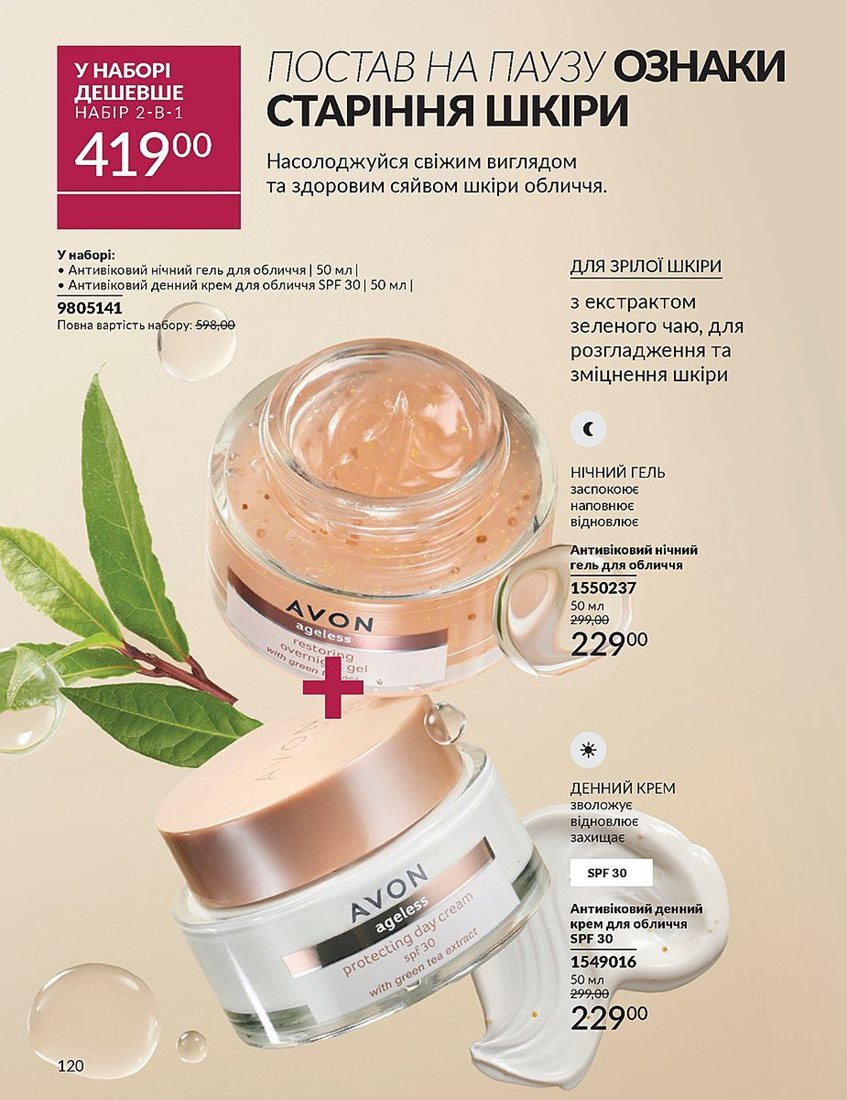 У НАБОРІ
ДЕШЕВШЕ
НАБІР 2-В-1
41900
ПОСТАВ НА ПАУЗУ ОЗНАКИ
СТАРІННЯ ШКІРИ
Насолоджуйся свіжим виглядом
та здоровим сяйвом шкіри обличчя.
У наборі:
• Антивіковий нічний гель для обличчя | 50 мл |
• Антивіковий денний крем для обличчя SPF 30 | 50 мл |
9805141
Повна вартість набору: 598,00
ДЛЯ ЗРІЛОЇ ШКІРИ
з екстрактом
зеленого чаю, для
розгладження та
зміцнення шкіри
НІЧНИЙ ГЕЛЬ
заспокоює
наповнює
відновлює
Антивіковий нічний
гель для обличчя
1550237
50 мл
299,00
22900
AVON
ageless
restoring
gel
with green
+
AVON
ДЕННИЙ КРЕМ
зволожує
відновлює
захищає
SPF 30
Антивіковий денний
крем для обличчя
SPF 30
1549016
50 мл
299,00
22900
AVON
ageless
protecting day cream
spf 30
with green tea extract
120